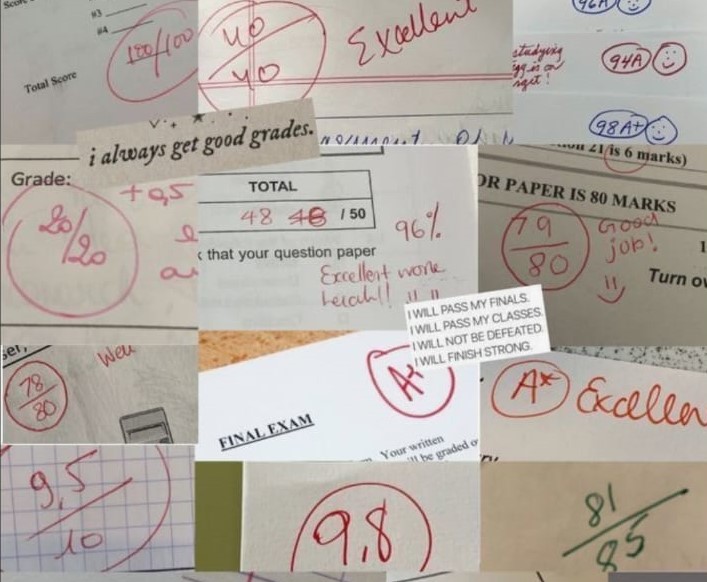 #3
#4
Total Score
100/100
40/40
Excellent
96A
studying
94A
98A+
i always get good grades.
is 6 marks)
Grade:
20/20
+0,5
TOTAL
48 48 / 50
96%
that your question paper
Excellent work
OR PAPER IS 80 MARKS
79/80
Good
job!
Turn ov
I WILL PASS MY FINALS.
I WILL PASS MY CLASSES.
I WILL NOT BE DEFEATED.
I WILL FINISH STRONG.
78/80
Well
A+
FINAL EXAM
Your written
be graded o
A* Excellen
9,5/10
9,8
81/85